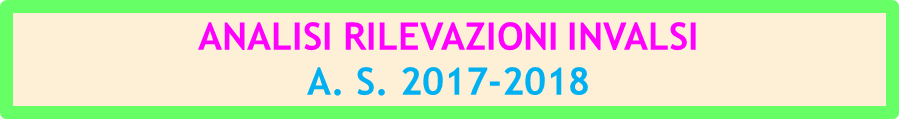 ANALISI RILEVAZIONI INVALSI
A. S. 2017-2018